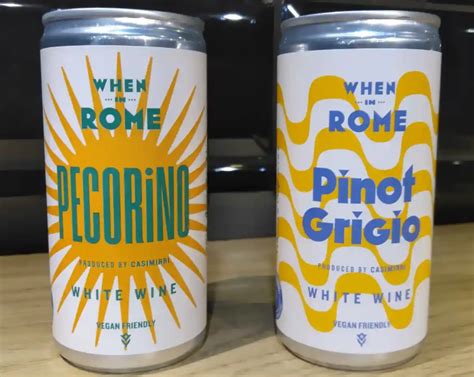 WHEN
IN
ROME
PECORiNO
PRODUCED BY CASIMIRRI
WHITE WINE
VEGAN FRIENDLY
WHEN
IN
ROME
Pinot
Grigio
PRODUCED BY CASIMIRRI
WHITE WINE
VEGAN FRIENDLY